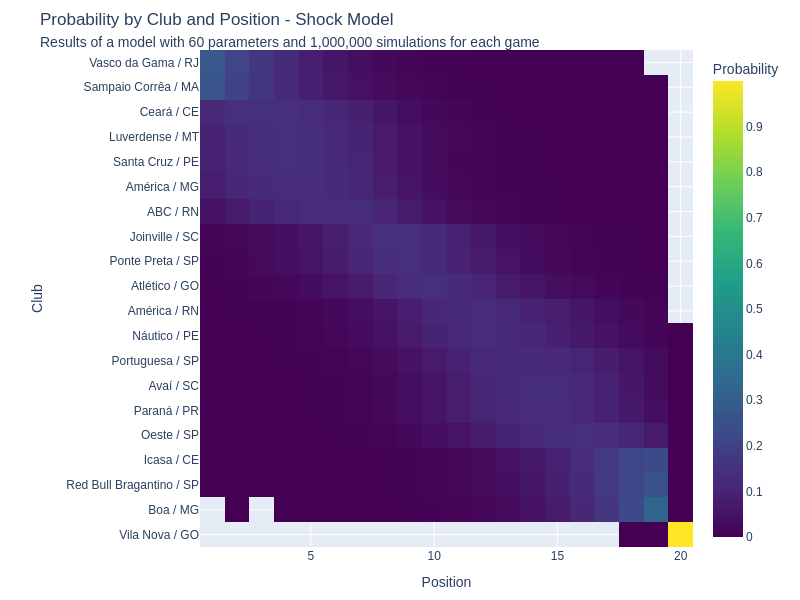 Probability by Club and Position - Shock Model
Results of a model with 60 parameters and 1,000,000 simulations for each game
Vasco da Gama / RJ
Sampaio Corrêa / MA
Ceará / CE
Luverdense / MT
Santa Cruz / PE
América / MG
ABC / RN
Joinville / SC
Ponte Preta / SP
Atlético / GO
América / RN
Náutico / PE
Portuguesa / SP
Avaí / SC
Paraná / PR
Oeste / SP
Icasa / CE
Red Bull Bragantino / SP
Boa / MG
Vila Nova / GO
Club
5
10
15
20
Position
Probability
0.9
0.8
0.7
0.6
0.5
0.4
0.3
0.2
0.1
0